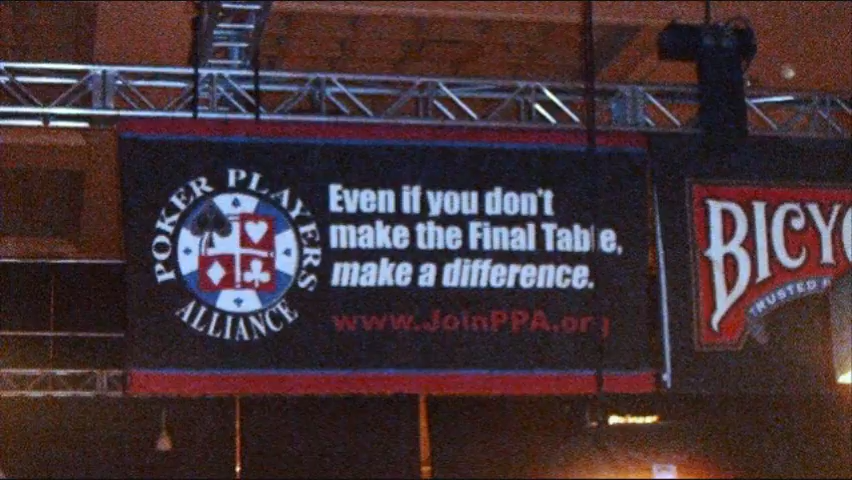 POKER PLAYERS
ALLIANCE
Even if you don't
make the Final Table,
make a difference.
www.JoinPPA.org
BICYC
TRUSTED